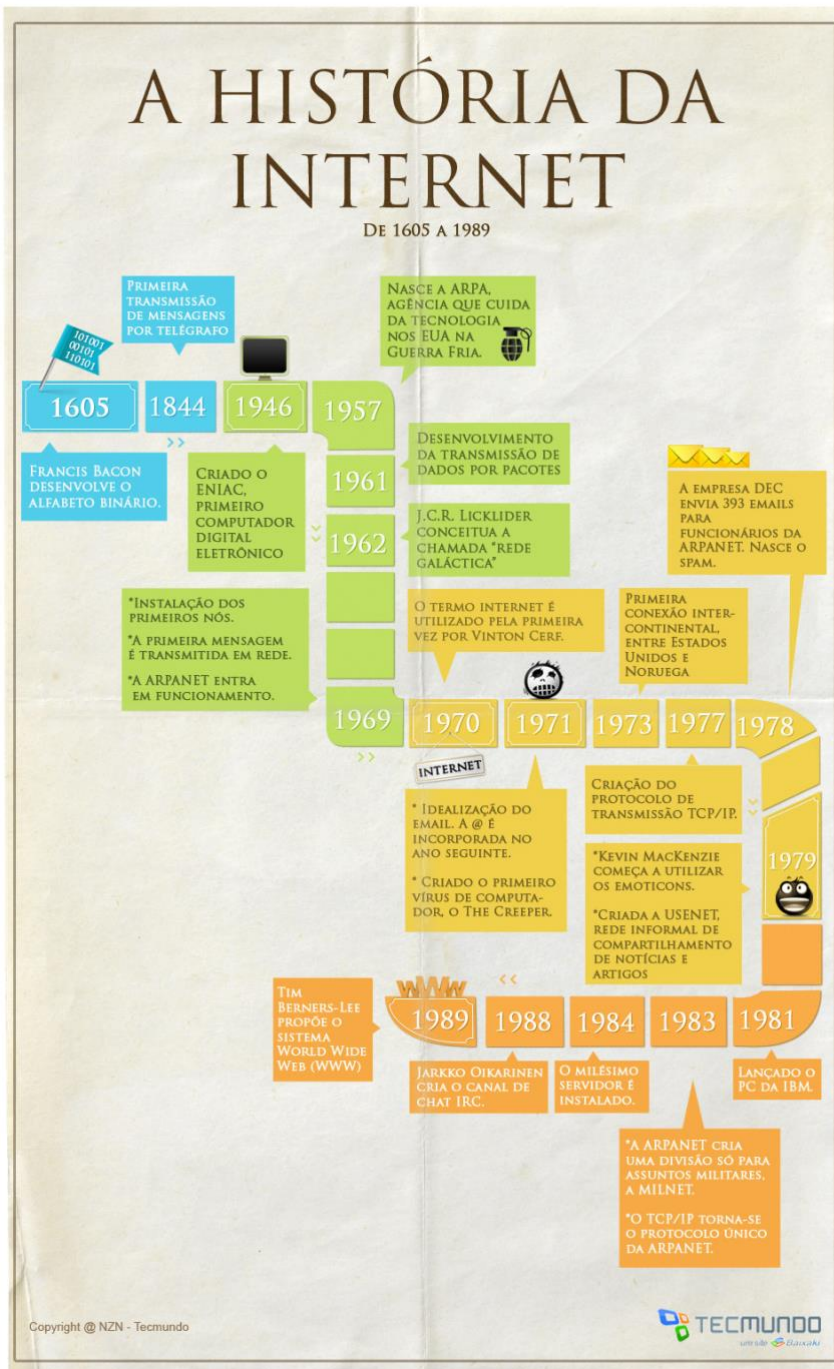 A HISTÓRIA DA
INTERNET
DE 1605 A 1989
PRIMEIRA
TRANSMISSÃO
DE MENSAGENS
POR TELÉGRAFO
NASCE A ARPA,
AGÊNCIA QUE CUIDA
DA TECNOLOGIA
NOS EUA NA
GUERRA FRIA.
101001
00101
110101
1605
1844
1946
1957
>>
FRANCIS BACON
DESENVOLVE O
ALFABETO BINÁRIO.
CRIADO O
ENIAC,
PRIMEIRO
COMPUTADOR
DIGITAL
ELETRÔNICO
1961
DESENVOLVIMENTO
DA TRANSMISSÃO DE
DADOS POR PACOTES
1962
J.C.R. LICKLIDER
CONCEITUA A
CHAMADA "REDE
GALÁCTICA"
A EMPRESA DEC
ENVIA 393 EMAILS
PARA
FUNCIONÁRIOS DA
ARPANET. NASCE O
SPAM.
*INSTALAÇÃO DOS
PRIMEIROS NÓS.
*A PRIMEIRA MENSAGEM
É TRANSMITIDA EM REDE.
*A ARPANET ENTRA
EM FUNCIONAMENTO.
O TERMO INTERNET É
UTILIZADO PELA PRIMEIRA
VEZ POR VINTON CERF.
PRIMEIRA
CONEXÃO INTER-
CONTINENTAL,
ENTRE ESTADOS
UNIDOS E
NORUEGA
1969
1970
1971
1973
1977
1978
>>
INTERNET
* IDEALIZAÇÃO DO
EMAIL. A @ É
INCORPORADA NO
ANO SEGUINTE.
* CRIADO O PRIMEIRO
VÍRUS DE COMPUTA-
DOR, O THE CREEPER.
CRIAÇÃO DO
PROTOCOLO DE
TRANSMISSÃO TCP/IP.
1979
*KEVIN MACKENZIE
COMEÇA A UTILIZAR
OS EMOTICONS.
*CRIADA A USENET,
REDE INFORMAL DE
COMPARTILHAMENTO
DE NOTÍCIAS E
ARTIGOS
<<
TIM
BERNERS-LEE
PROPÕE O
SISTEMA
WORLD WIDE
WEB (WWW)
WWW
1989
1988
1984
1983
1981
JARKKO OIKARINEN
CRIA O CANAL DE
CHAT IRC.
O MILÉSIMO
SERVIDOR É
INSTALADO.
LANÇADO O
PC DA IBM.
*A ARPANET CRIA
UMA DIVISÃO SÓ PARA
ASSUNTOS MILITARES,
A MILNET.
*O TCP/IP TORNA-SE
O PROTOCOLO ÚNICO
DA ARPANET.
Copyright @ NZN - Tecmundo
TECMUNDO
um site Baixaki